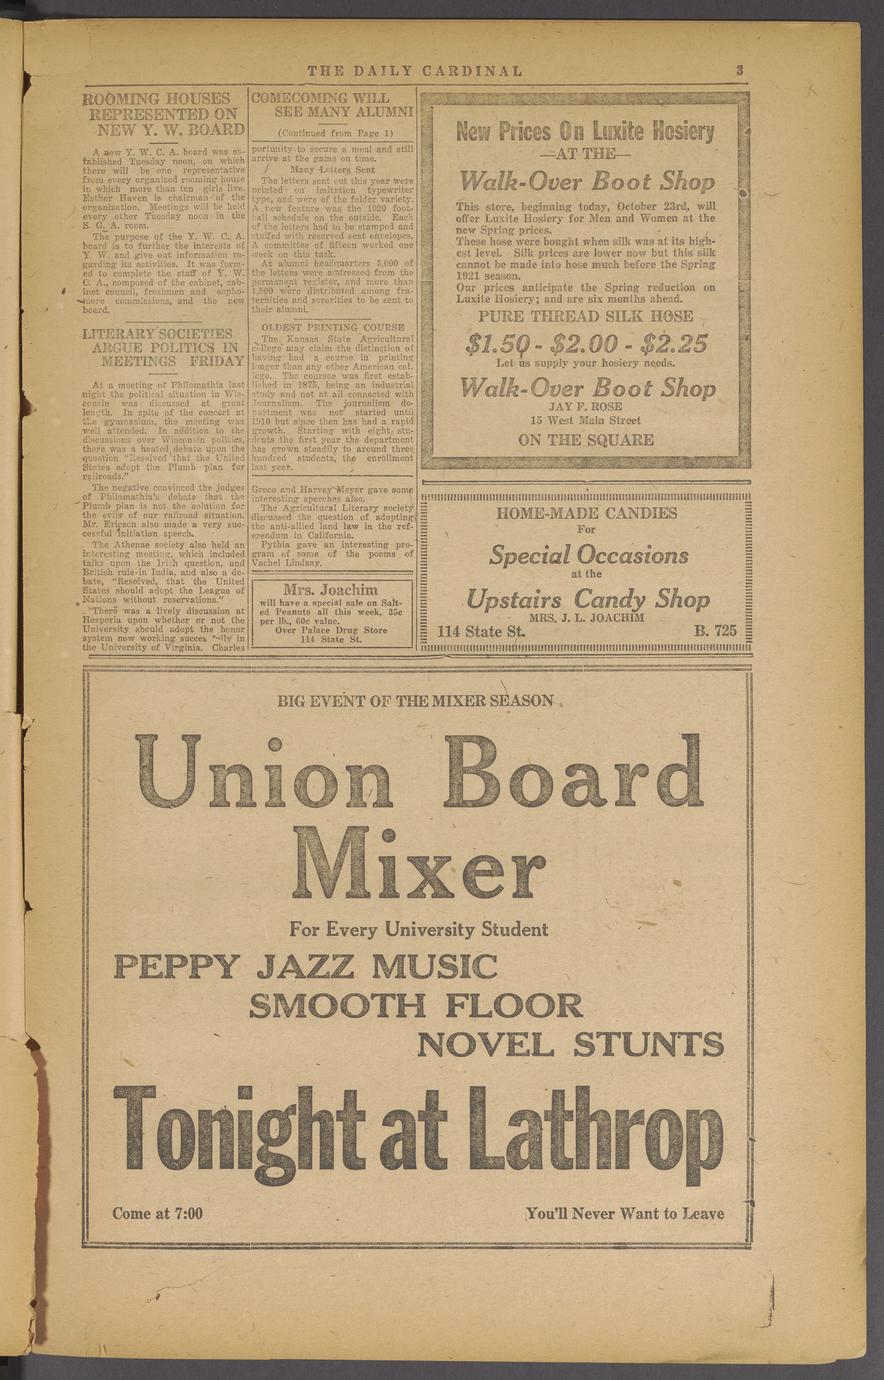 THE DAILY CARDINAL 3
ROOMING HOUSES
REPRESENTED ON
NEW Y. W. BOARD
A new Y. W. C. A. board was es-
tablished Tuesday noon, on which
there will be one representative
from every organized rooming house
in which more than ten girls live.
Esther Haven is chairman of the
organization. Meetings will be held
every other Tuesday noon in the
S. G. A. room.
The purpose of the Y. W. C. A.
board is to further the interests of
Y. W. and give out information re-
garding its activities. It was form-
ed to complete the staff of Y. W.
C. A., composed of the cabinet, cab-
inet council, freshmen and sopho-
more commissions, and the new
board.
LITERARY SOCIETIES
ARGUE POLITICS IN
MEETINGS FRIDAY
At a meeting of Philomathia last
night the political situation in Wis-
consin was discussed at great
length. In spite of the concert at
the gymnasium, the meeting was
well attended. In addition to the
discussions over Wisconsin politics,
there was a heated debate upon the
question "Resolved that the United
States adopt the Plumb plan for
railroads."
The negative convinced the judges
of Philomathia's debate that the
Plumb plan is not the solution for
the evils of our railroad situation.
Mr. Ericson also made a very suc-
cessful initiation speech.
The Athenae society also held an
interesting meeting, which included
talks upon the Irish question, and
British rule in India, and also a de-
bate, "Resolved, that the United
States should adopt the League of
Nations without reservations."
There was a lively discussion at
Hesperia upon whether or not the
University should adopt the honor
system now working succes lly in
the University of Virginia. Charles
COMECOMING WILL
SEE MANY ALUMNI
(Continued from Page 1)
portunity to secure a meal and still
arrive at the game on time.
Many Letters Sent
The letters sent out this year were
printed on imitation typewriter
type, and were of the folder variety.
A new feature was the 1920 foot-
ball schedule on the outside. Each
of the letters had to be stamped and
stuffed with reserved seat envelopes.
A committee of fifteen worked one
week on this task.
At alumni headquarters 5,000 of
the letters were addressed from the
permanent register, and more than
1,500 were distributed among fra-
ternities and sororities to be sent to
their alumni.
OLDEST PRINTING COURSE
The Kansas State Agricultural
college may claim the distinction of
having had a course in printing
longer than any other American col.
lege. The coursee was first estab-
lished in 1875, being an industrial
study and not at all connected with
Journalism. The journalism de-
partment was not started until
1910 but since then has had a rapid
growth. Starting with eight stu-
dents the first year the department
has grown steadily to around three
hundred students, the enrollment
last year.
Greco and Harvey Meyer gave some
interesting speeches also.
The Agricultural Literary society
discussed the question of adopting
the anti-allied land law in the ref-
erendum in California.
Pythia gave an interesting pro-
gram of some of the poems of
Vachel Lindsay.
Mrs. Joachim
will have a special sale on Salt-
ed Peanuts all this week, 35c
per lb., 60c value.
Over Palace Drug Store
114 State St.
New Prices On Luxite Hosiery
—AT THE—
Walk-Over Boot Shop
This store, beginning today, October 23rd, will
offer Luxite Hosiery for Men and Women at the
new Spring prices.
These hose were bought when silk was at its high-
est level. Silk prices are lower now but this silk
cannot be made into hose much before the Spring
1921 season.
Our prices anticipate the Spring reduction on
Luxite Hosiery; and are six months ahead.
PURE THREAD SILK HOSE
$1.50 - $2.00 - $2.25
Let us supply your hosiery needs.
Walk-Over Boot Shop
JAY F. ROSE
15 West Main Street
ON THE SQUARE
HOME-MADE CANDIES
For
Special Occasions
at the
Upstairs Candy Shop
MRS. J. L. JOACHIM
114 State St. B. 725
BIG EVENT OF THE MIXER SEASON
Union Board
Mixer
For Every University Student
PEPPY JAZZ MUSIC
SMOOTH FLOOR
NOVEL STUNTS
Tonight at Lathrop
Come at 7:00 You'll Never Want to Leave